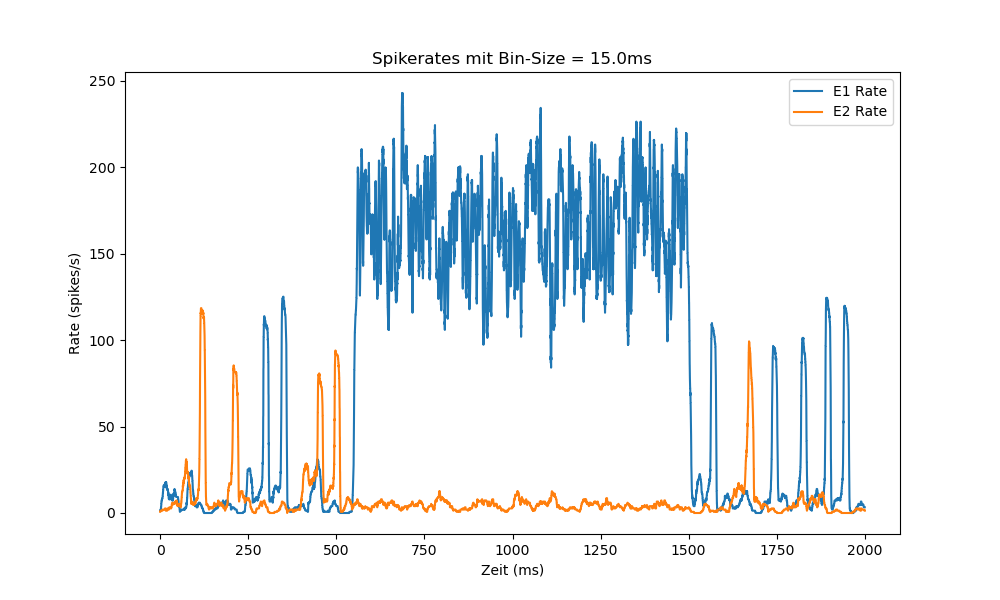 Spikerates mit Bin-Size = 15.0ms
E1 Rate
E2 Rate
250
200
150
100
50
0
Rate (spikes/s)
0 250 500 750 1000 1250 1500 1750 2000
Zeit (ms)